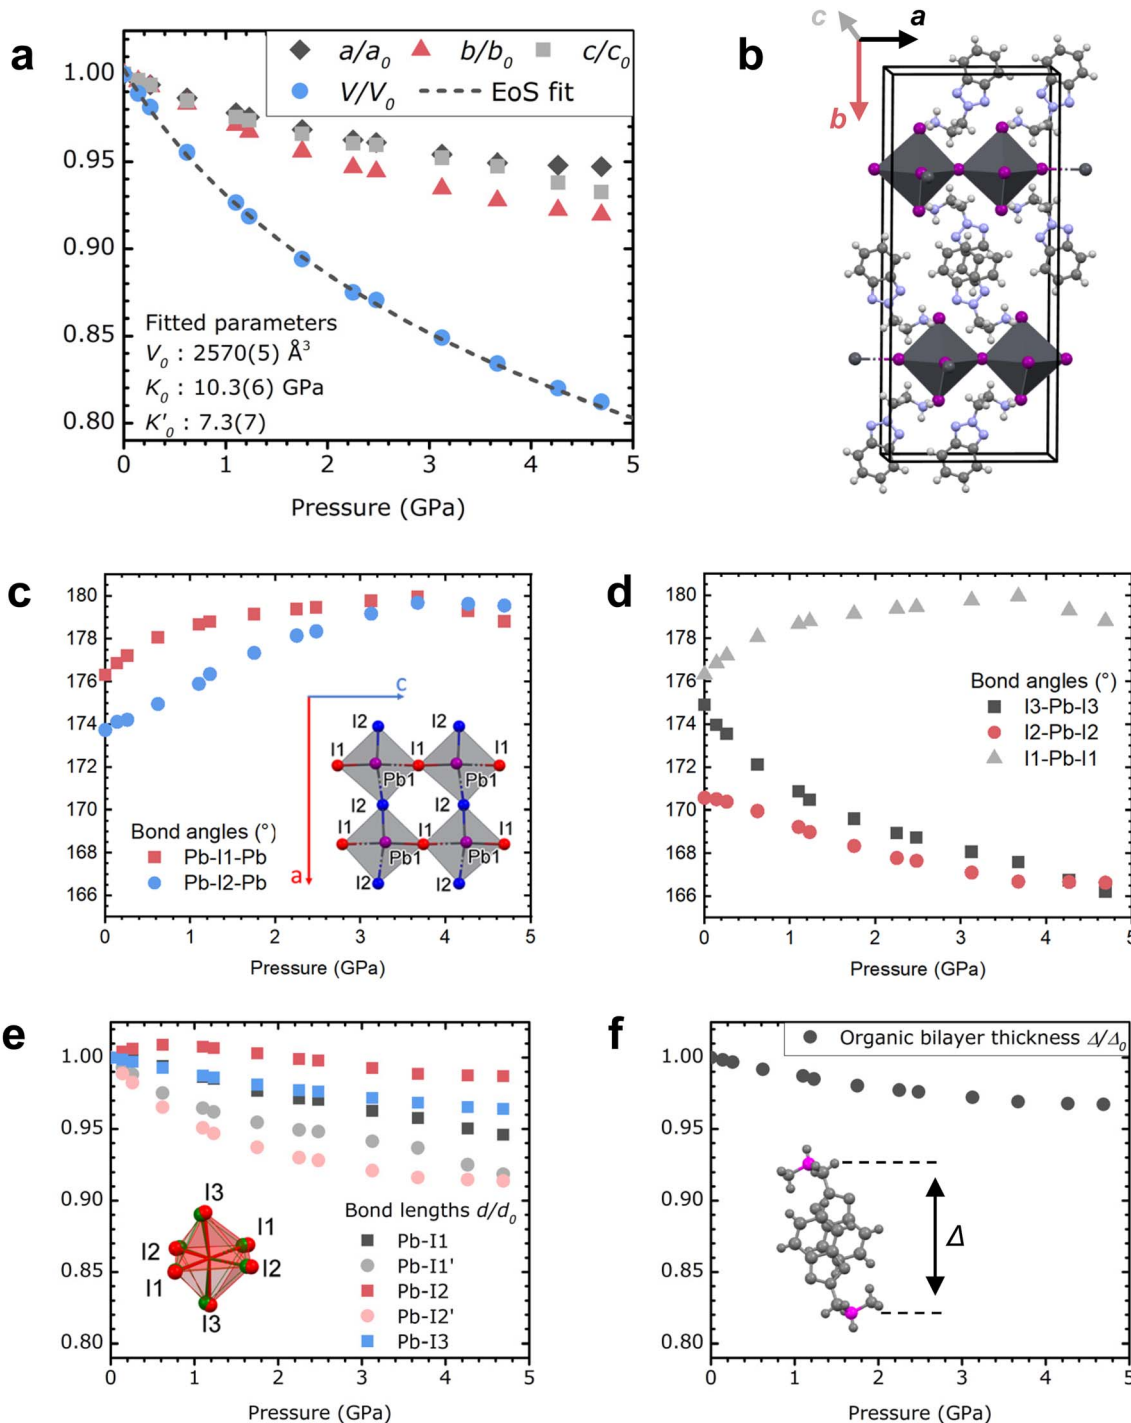 a
a/a₀ b/b₀ c/c₀
V/V₀ EoS fit
1.00
0.95
0.90
0.85
0.80
Fitted parameters
V₀ : 2570(5) Å³
K₀ : 10.3(6) GPa
K′₀ : 7.3(7)
0 1 2 3 4 5
Pressure (GPa)
b
c
a
b
c
180
178
176
174
172
170
168
166
c
I2 I2
I1 I1 I1
Pb1 Pb1
I2 I2
I1 I1 I1
Pb1 Pb1
I2 I2
a
Bond angles (°)
Pb-I1-Pb
Pb-I2-Pb
0 1 2 3 4 5
Pressure (GPa)
d
180
178
176
174
172
170
168
166
Bond angles (°)
I3-Pb-I3
I2-Pb-I2
I1-Pb-I1
0 1 2 3 4 5
Pressure (GPa)
e
1.00
0.95
0.90
0.85
0.80
I3
I1
I2
I2
I1
I3
Bond lengths d/d₀
Pb-I1
Pb-I1'
Pb-I2
Pb-I2'
Pb-I3
0 1 2 3 4 5
Pressure (GPa)
f
Organic bilayer thickness Δ/Δ₀
1.00
0.95
0.90
0.85
0.80
Δ
0 1 2 3 4 5
Pressure (GPa)